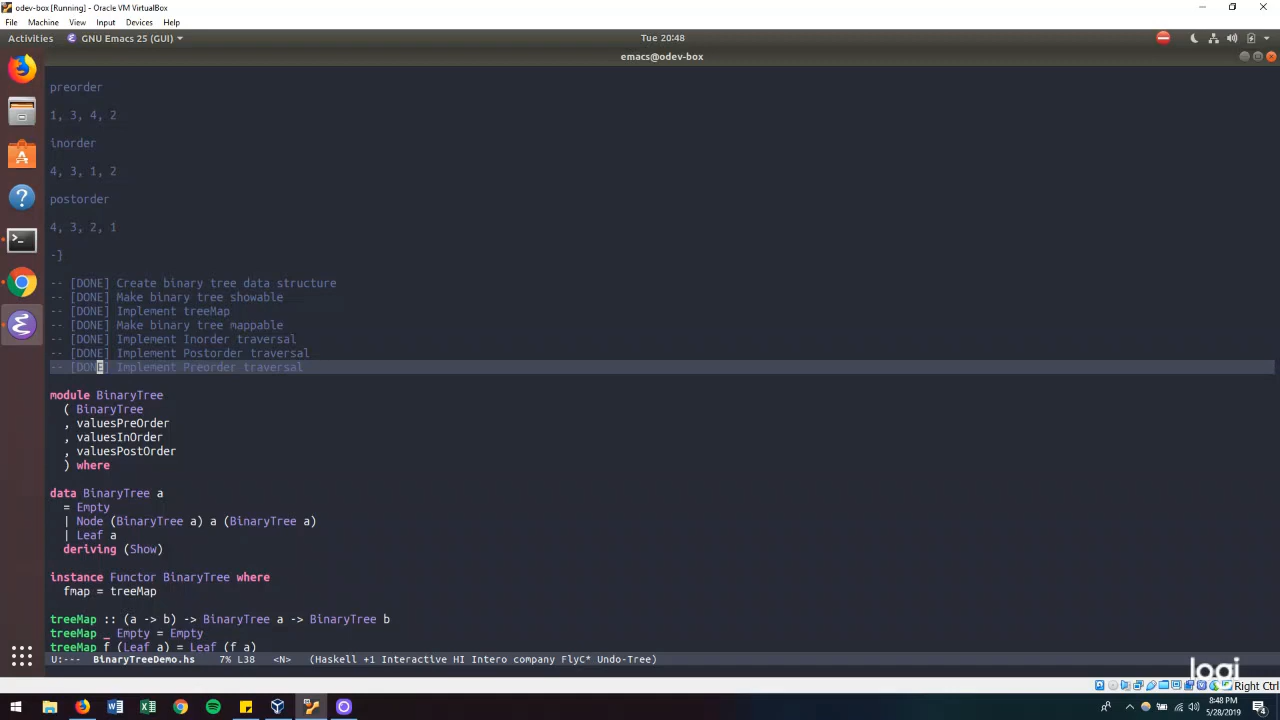 odev-box [Running] - Oracle VM VirtualBox
File Machine View Input Devices Help
Activities GNU Emacs 25 (GUI) Tue 20:48
emacs@odev-box
preorder
1, 3, 4, 2
inorder
4, 3, 1, 2
postorder
4, 3, 2, 1
-}
-- [DONE] Create binary tree data structure
-- [DONE] Make binary tree showable
-- [DONE] Implement treeMap
-- [DONE] Make binary tree mappable
-- [DONE] Implement Inorder traversal
-- [DONE] Implement Postorder traversal
-- [DONE] Implement Preorder traversal
module BinaryTree
( BinaryTree
, valuesPreOrder
, valuesInOrder
, valuesPostOrder
) where
data BinaryTree a
= Empty
| Node (BinaryTree a) a (BinaryTree a)
| Leaf a
deriving (Show)
instance Functor BinaryTree where
fmap = treeMap
treeMap :: (a -> b) -> BinaryTree a -> BinaryTree b
treeMap _ Empty = Empty
treeMap f (Leaf a) = Leaf (f a)
U:--- BinaryTreeDemo.hs 7% L38 <N> (Haskell +1 Interactive HI Intero company FlyC* Undo-Tree)
logi
Right Ctrl
8:48 PM
5/28/2019
4